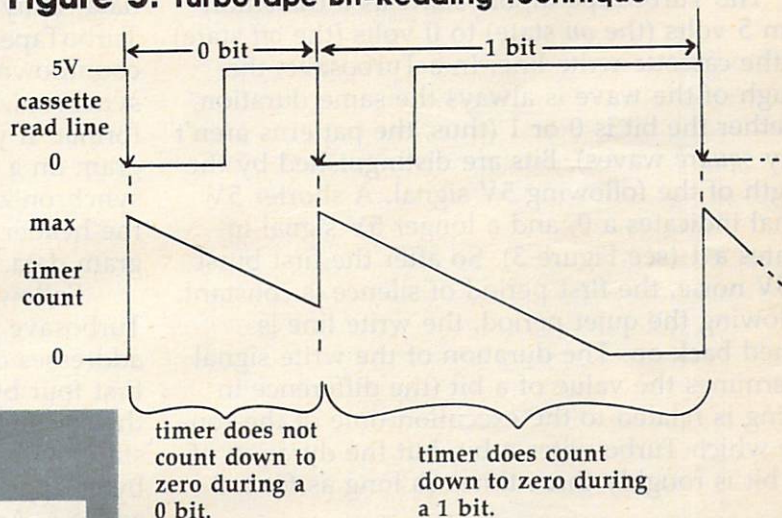 Figure 3. TurboTape Bit-Reading Technique
0 bit
1 bit
5V
cassette
read line
0
max
timer
count
0
timer does not
count down to
zero during a
0 bit.
timer does count
down to zero during
a 1 bit.